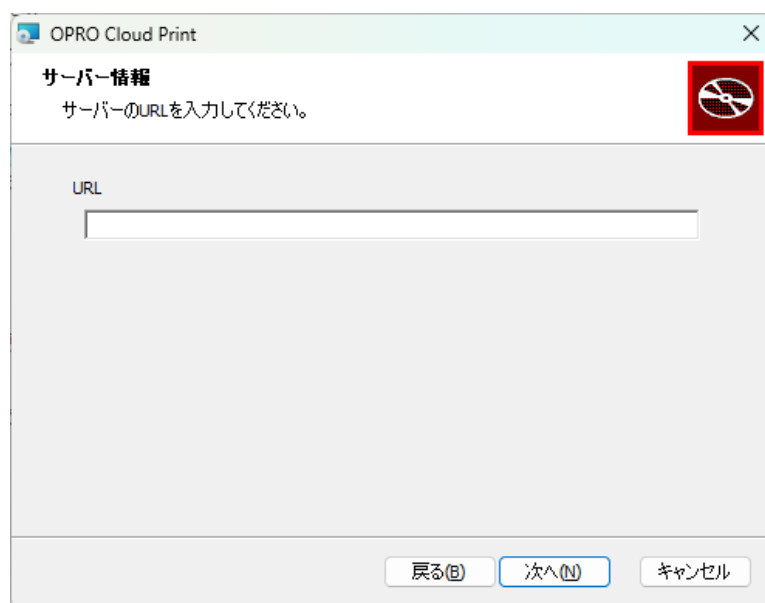 OPRO Cloud Print
サーバー情報
サーバーのURLを入力してください。
URL
戻る(B) 次へ(N) キャンセル